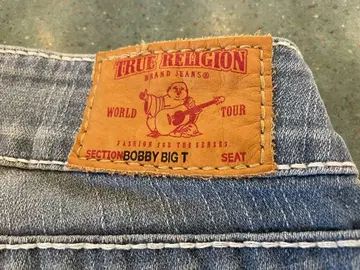 TRUE RELIGION
BRAND JEANS®
WORLD TOUR
FASHION FOR THE SENSES
SECTION BOBBY BIG T SEAT